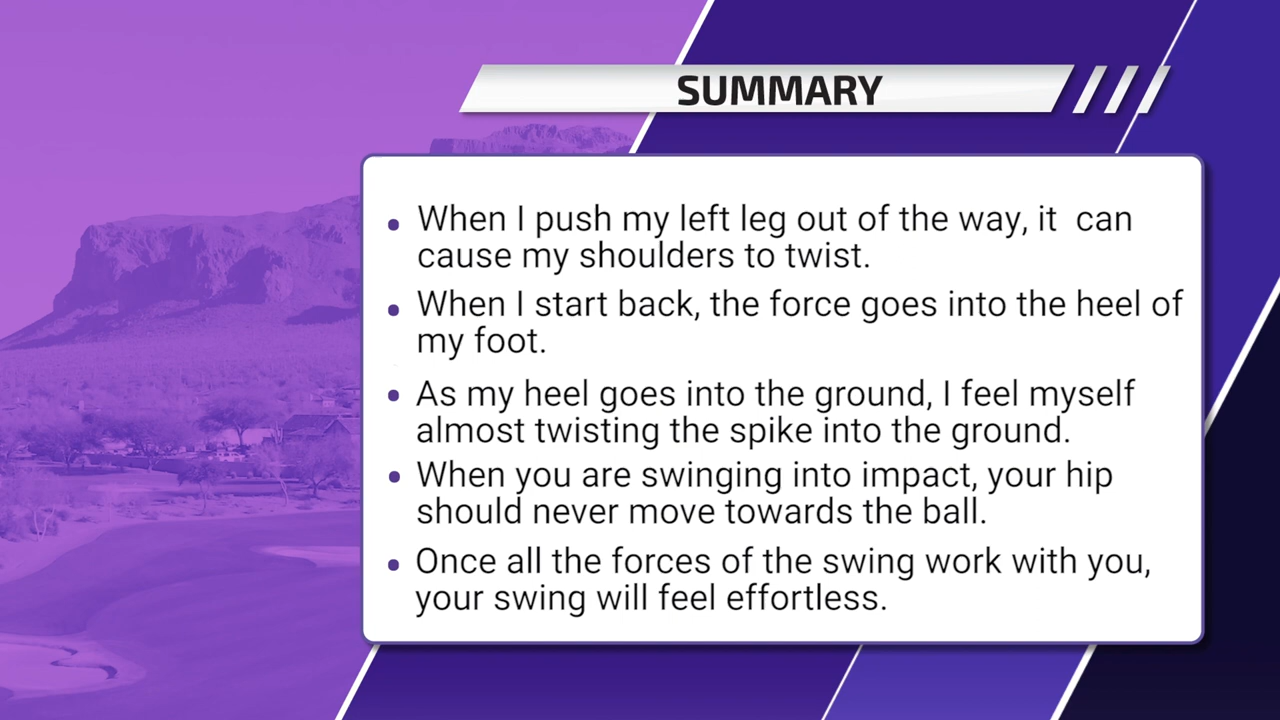 SUMMARY
• When I push my left leg out of the way, it  can
cause my shoulders to twist.
• When I start back, the force goes into the heel of
my foot.
• As my heel goes into the ground, I feel myself
almost twisting the spike into the ground.
• When you are swinging into impact, your hip
should never move towards the ball.
• Once all the forces of the swing work with you,
your swing will feel effortless.